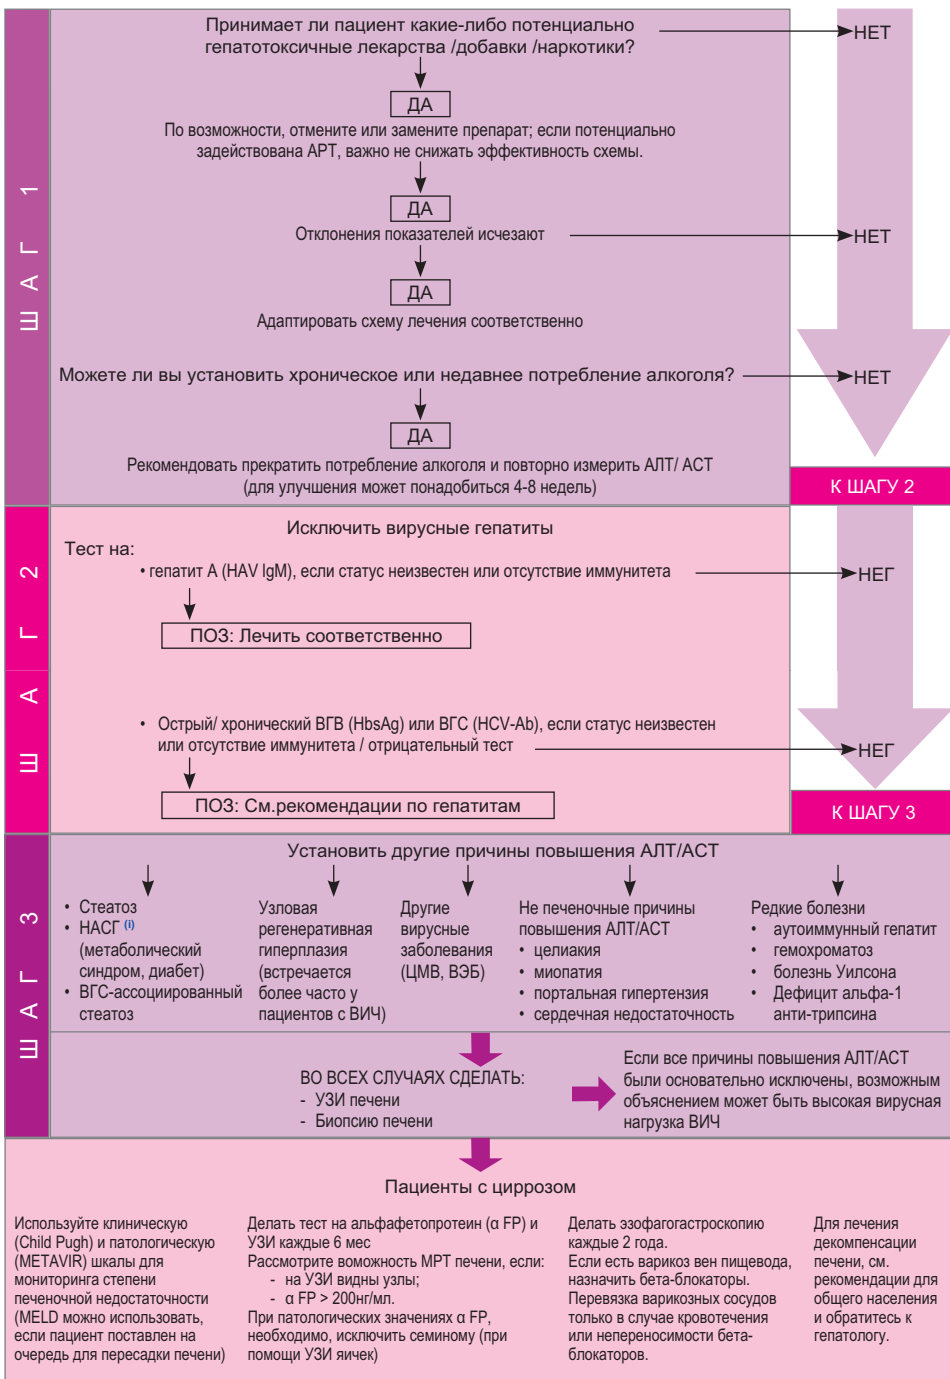 ШАГ 1
Принимает ли пациент какие-либо потенциально
гепатотоксичные лекарства /добавки /наркотики?
НЕТ
ДА
По возможности, отмените или замените препарат; если потенциально
задействована АРТ, важно не снижать эффективность схемы.
ДА
Отклонения показателей исчезают
НЕТ
ДА
Адаптировать схему лечения соответственно
Можете ли вы установить хроническое или недавнее потребление алкоголя?
НЕТ
ДА
Рекомендовать прекратить потребление алкоголя и повторно измерить АЛТ/ АСТ
(для улучшения может понадобиться 4-8 недель)
К ШАГУ 2
ШАГ 2
Исключить вирусные гепатиты
Тест на:
• гепатит А (HAV IgM), если статус неизвестен или отсутствие иммунитета
НЕГ
ПОЗ: Лечить соответственно
• Острый/ хронический ВГВ (HbsAg) или ВГС (HCV-Ab), если статус неизвестен
или отсутствие иммунитета / отрицательный тест
НЕГ
ПОЗ: См.рекомендации по гепатитам
К ШАГУ 3
ШАГ 3
Установить другие причины повышения АЛТ/АСТ
• Стеатоз
• НАСГ (i)
(метаболический
синдром, диабет)
• ВГС-ассоциированный
стеатоз
Узловая
регенеративная
гиперплазия
(встречается
более часто у
пациентов с ВИЧ)
Другие
вирусные
заболевания
(ЦМВ, ВЭБ)
Не печеночные причины
повышения АЛТ/АСТ
• целиакия
• миопатия
• портальная гипертензия
• сердечная недостаточность
Редкие болезни
• аутоиммунный гепатит
• гемохроматоз
• болезнь Уилсона
• Дефицит альфа-1
анти-трипсина
ВО ВСЕХ СЛУЧАЯХ СДЕЛАТЬ:
- УЗИ печени
- Биопсию печени
Если все причины повышения АЛТ/АСТ
были основательно исключены, возможным
объяснением может быть высокая вирусная
нагрузка ВИЧ
Пациенты с циррозом
Используйте клиническую
(Child Pugh) и патологическую
(METAVIR) шкалы для
мониторинга степени
печеночной недостаточности
(MELD можно использовать,
если пациент поставлен на
очередь для пересадки печени)
Делать тест на альфафетопротеин (α FP) и
УЗИ каждые 6 мес
Рассмотрите воможность МРТ печени, если:
- на УЗИ видны узлы;
- α FP > 200нг/мл.
При патологических значениях α FP,
необходимо, исключить семиному (при
помощи УЗИ яичек)
Делать эзофагогастроскопию
каждые 2 года.
Если есть варикоз вен пищевода,
назначить бета-блокаторы.
Перевязка варикозных сосудов
только в случае кровотечения
или непереносимости бета-
блокаторов.
Для лечения
декомпенсации
печени, см.
рекомендации для
общего населения
и обратитесь к
гепатологу.